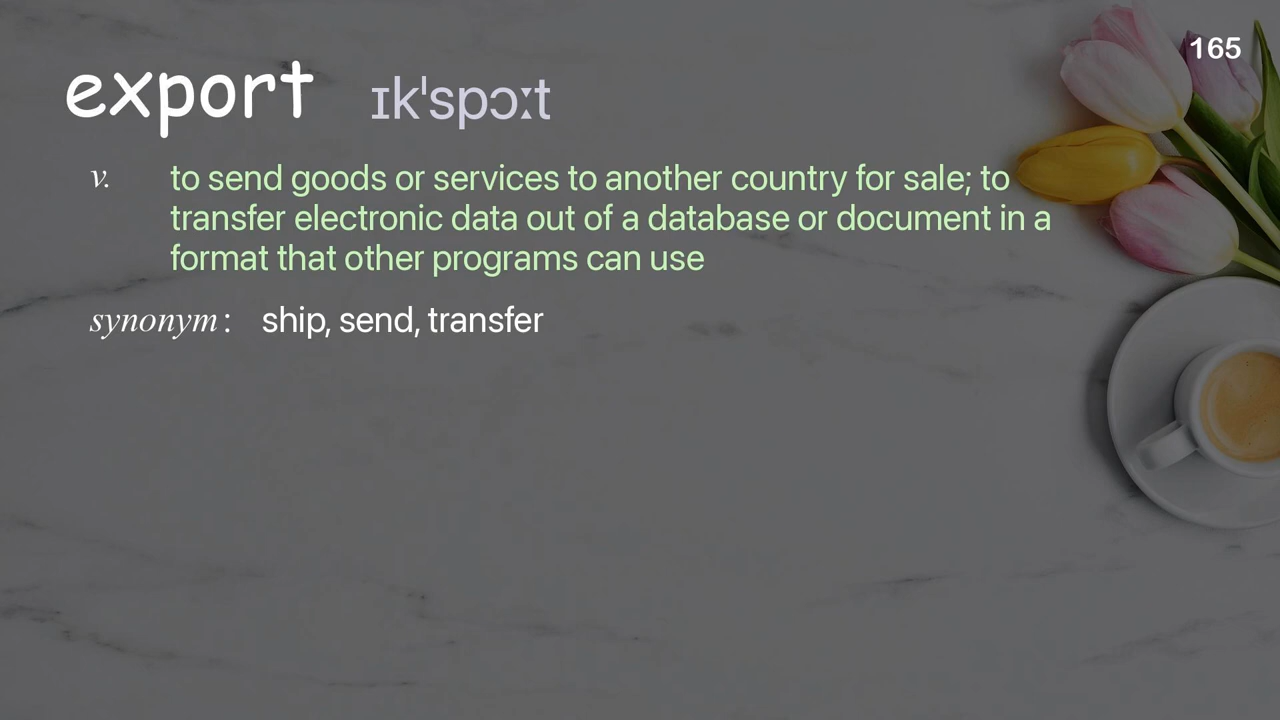 165
export ɪkˈspɔːt
v. to send goods or services to another country for sale; to
transfer electronic data out of a database or document in a
format that other programs can use
synonym: ship, send, transfer